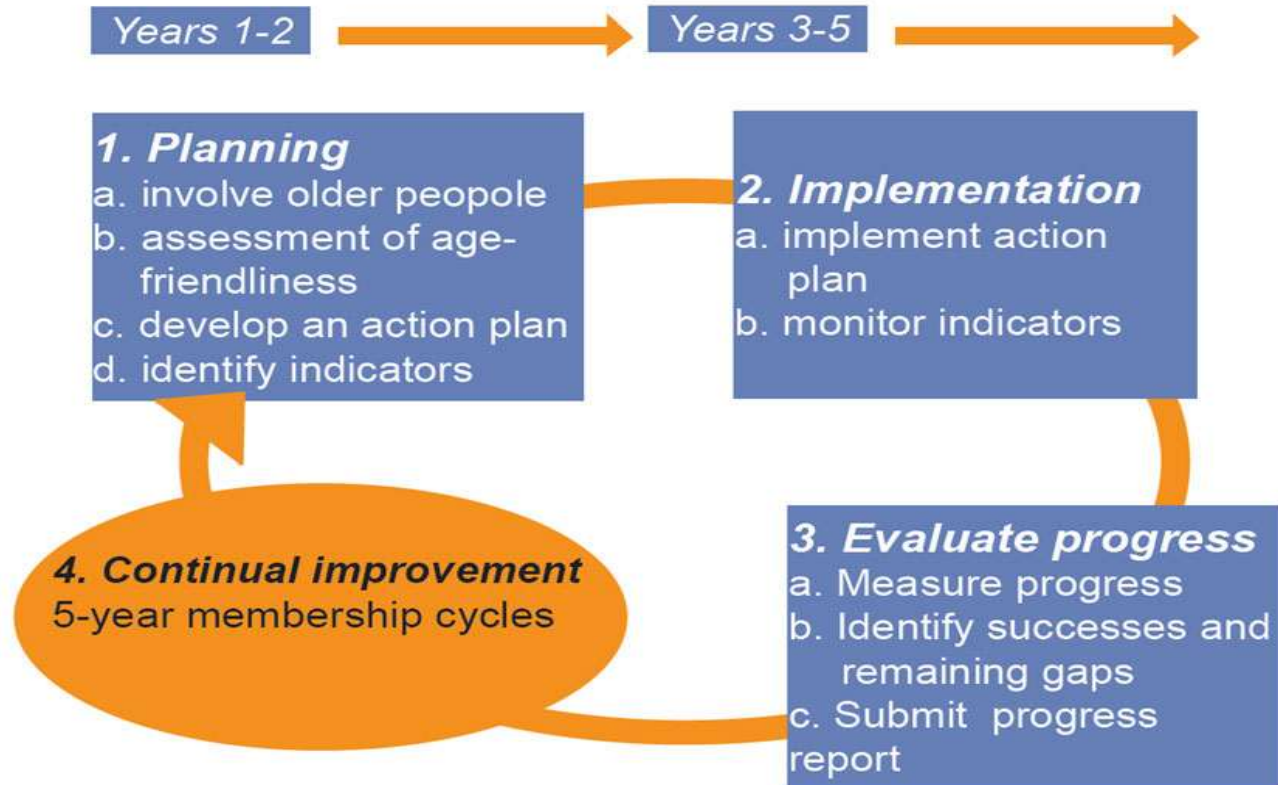 Years 1-2
Years 3-5
1. Planning
a. involve older peopole
b. assessment of age-
friendliness
c. develop an action plan
d. identify indicators
2. Implementation
a. implement action
plan
b. monitor indicators
3. Evaluate progress
a. Measure progress
b. Identify successes and
remaining gaps
c. Submit progress
report
4. Continual improvement
5-year membership cycles